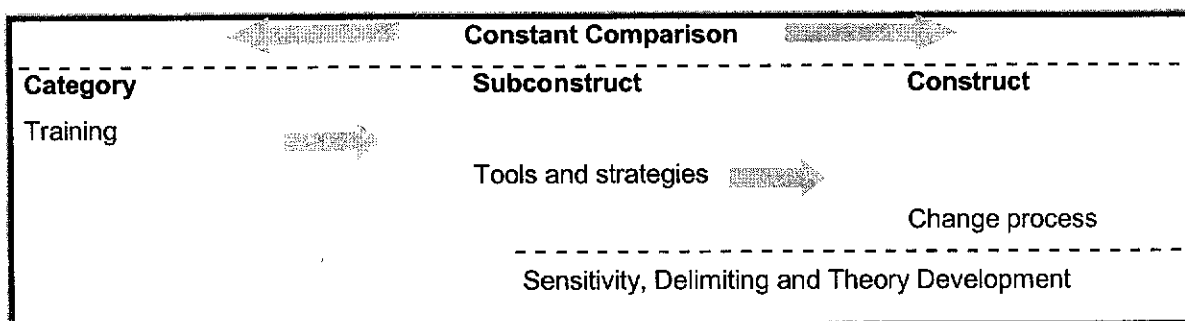 Constant Comparison
Category Subconstruct Construct
Training
Tools and strategies
Change process
Sensitivity, Delimiting and Theory Development